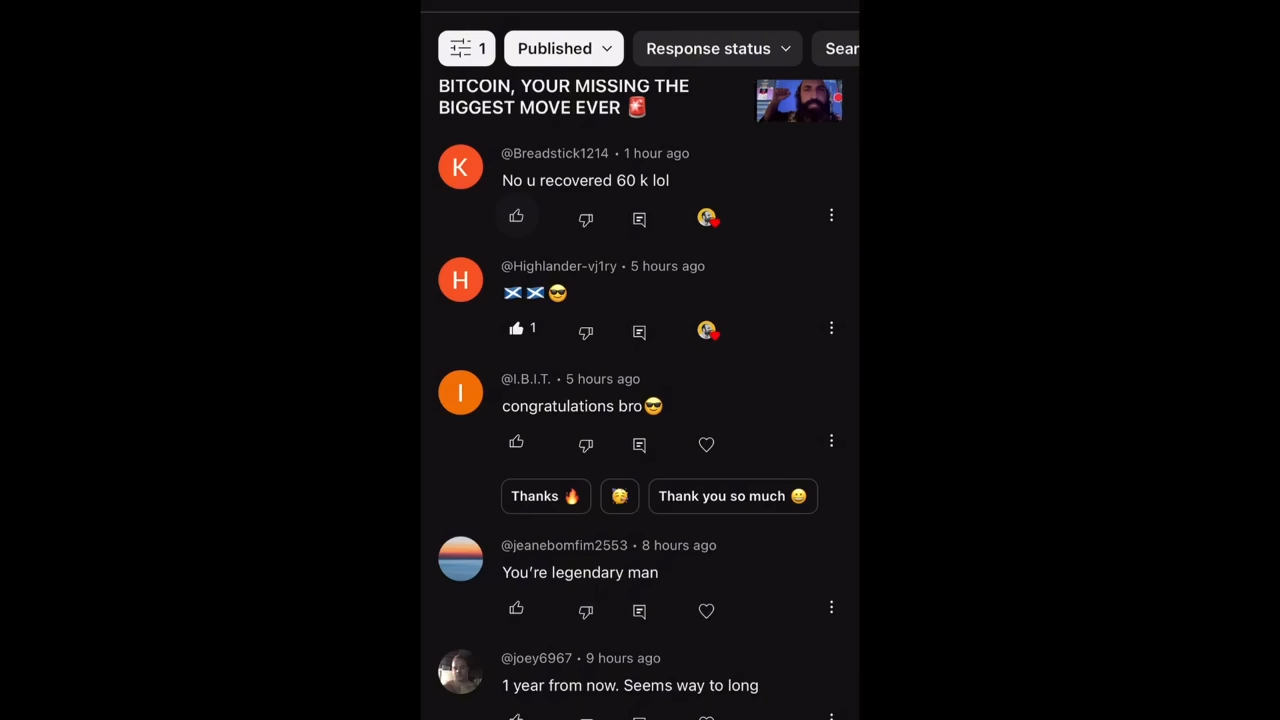 1
Published
Response status
Sear
BITCOIN, YOUR MISSING THE
BIGGEST MOVE EVER 🚨
K
@Breadstick1214 • 1 hour ago
No u recovered 60 k lol
H
@Highlander-vj1ry • 5 hours ago
🏴󠁧󠁢󠁳󠁣󠁴󠁿🏴󠁧󠁢󠁳󠁣󠁴󠁿😎
1
I
@I.B.I.T. • 5 hours ago
congratulations bro😎
Thanks 🔥
🥳
Thank you so much 😀
@jeanebomfim2553 • 8 hours ago
You’re legendary man
@joey6967 • 9 hours ago
1 year from now. Seems way to long